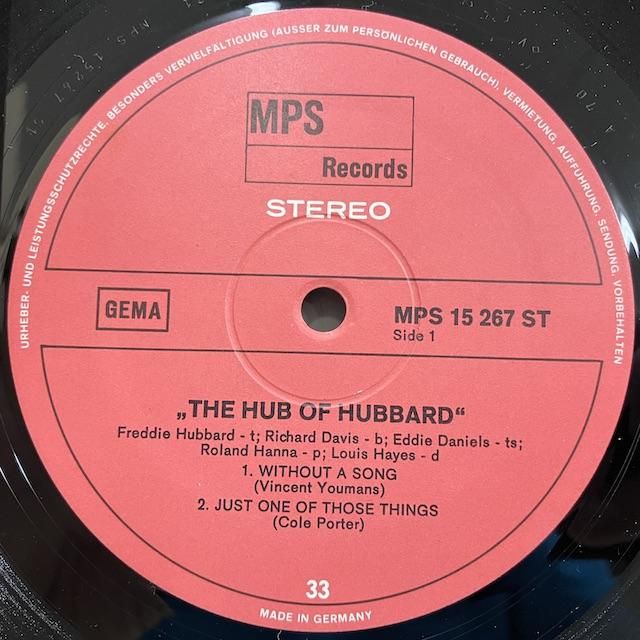 URHEBER- UND LEISTUNGSSCHUTZRECHTE. BESONDERS VERVIELFÄLTIGUNG (AUSSER ZUM PERSÖNLICHEN GEBRAUCH), VERMIETUNG. AUFFÜHRUNG. SENDUNG. VORBEHALTEN
MPS
Records
STEREO
GEMA
MPS 15 267 ST
Side 1
„THE HUB OF HUBBARD“
Freddie Hubbard - t; Richard Davis - b; Eddie Daniels - ts;
Roland Hanna - p; Louis Hayes - d
1. WITHOUT A SONG
(Vincent Youmans)
2. JUST ONE OF THOSE THINGS
(Cole Porter)
33
MADE IN GERMANY